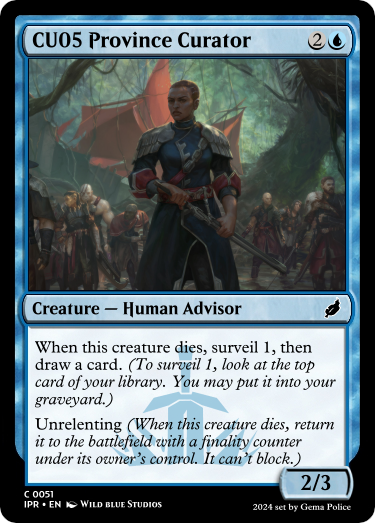 CU05 Province Curator
2
Creature — Human Advisor
When this creature dies, surveil 1, then
draw a card. (To surveil 1, look at the top
card of your library. You may put it into your
graveyard.)
Unrelenting (When this creature dies, return
it to the battlefield with a finality counter
under its owner's control. It can't block.)
2/3
C 0051
IPR • EN Wild blue Studios
2024 set by Gema Police